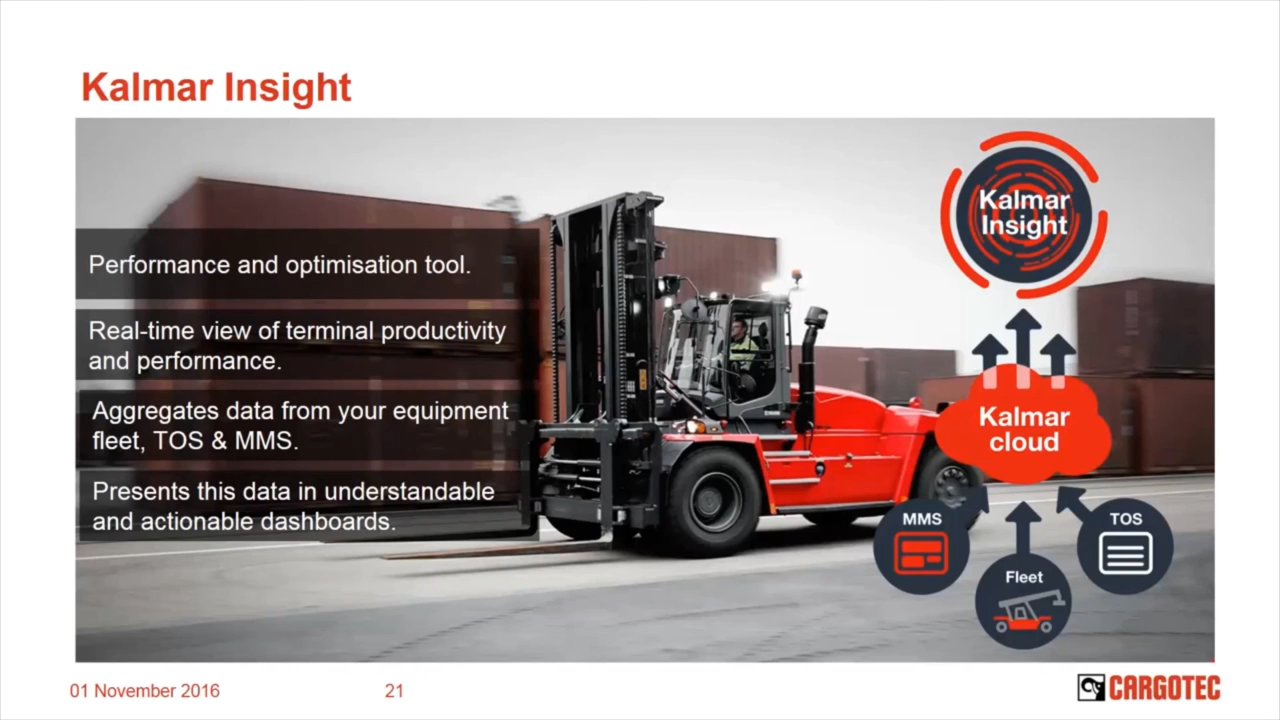 Kalmar Insight
Performance and optimisation tool.
Real-time view of terminal productivity
and performance.
Aggregates data from your equipment
fleet, TOS & MMS.
Presents this data in understandable
and actionable dashboards.
Kalmar
Insight
Kalmar
cloud
MMS
TOS
Fleet
01 November 2016
21
CARGOTEC